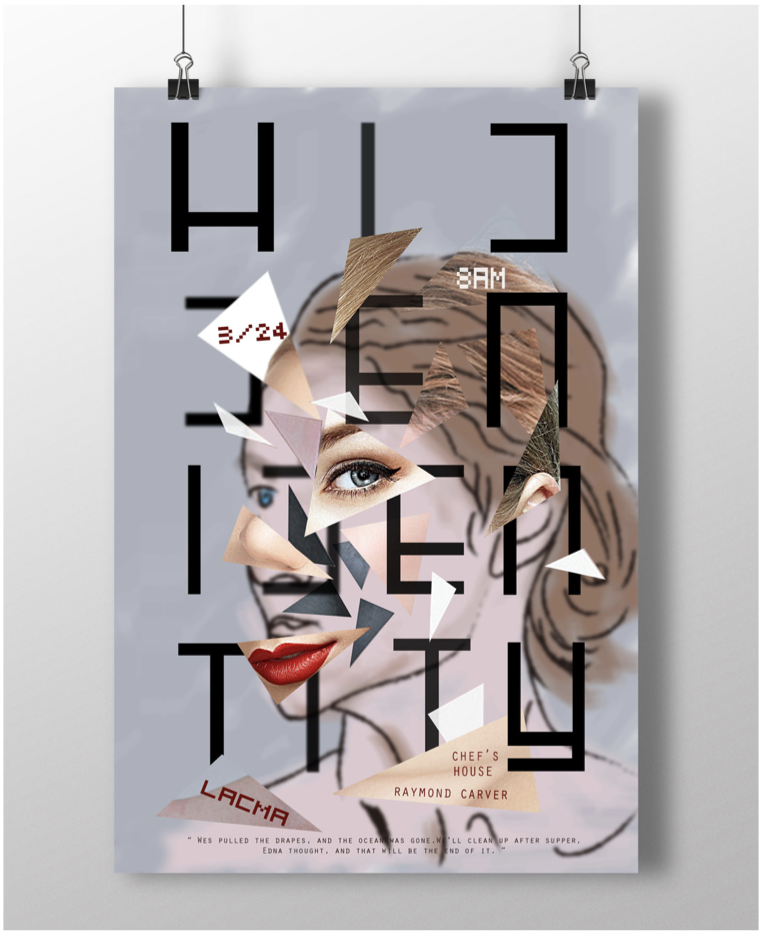 HID
8AM
3/24
DEN
IDEN
TITY
CHEF'S
HOUSE
RAYMOND CARVER
LACMA
" WES PULLED THE DRAPES, AND THE OCEAN WAS GONE.WE'LL CLEAN UP AFTER SUPPER,
EDNA THOUGHT, AND THAT WILL BE THE END OF IT. "